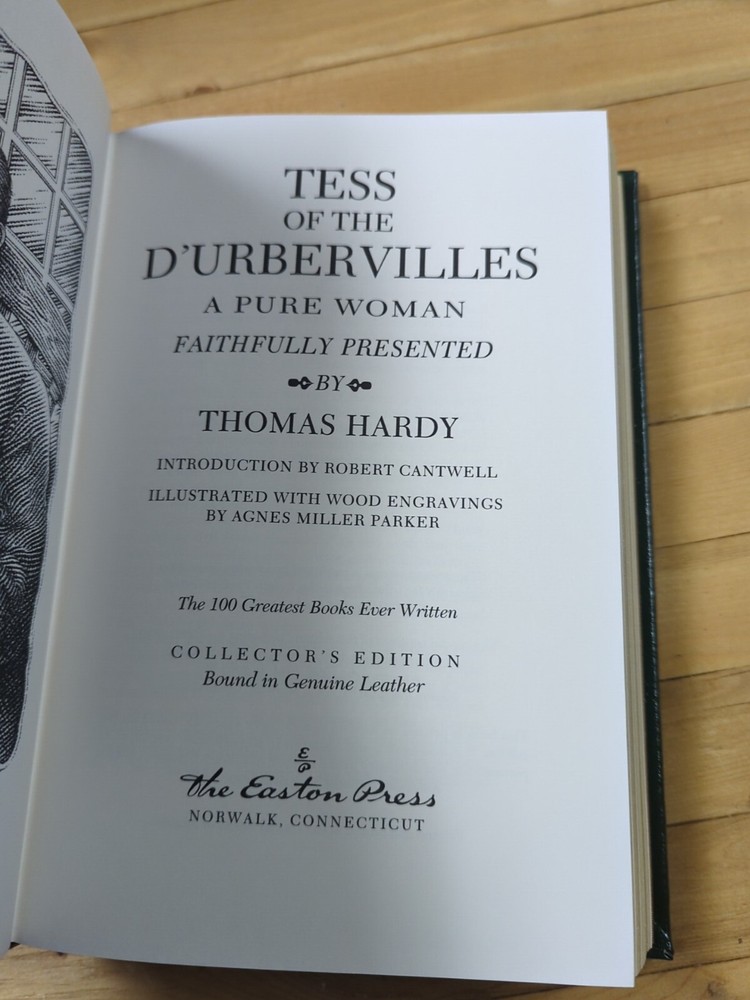 TESS
OF THE
D'URBERVILLES
A PURE WOMAN
FAITHFULLY PRESENTED
BY
THOMAS HARDY
INTRODUCTION BY ROBERT CANTWELL
ILLUSTRATED WITH WOOD ENGRAVINGS
BY AGNES MILLER PARKER
The 100 Greatest Books Ever Written
COLLECTOR'S EDITION
Bound in Genuine Leather
E
P
The Easton Press
NORWALK, CONNECTICUT